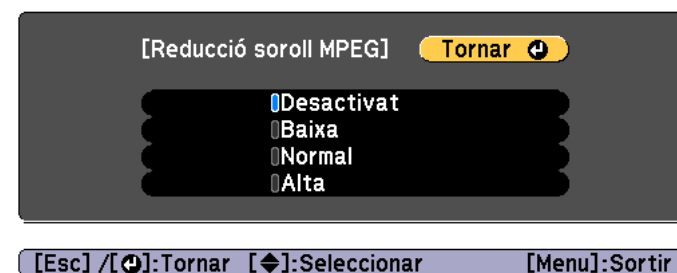 [Reducció soroll MPEG] Tornar
Desactivat
Baixa
Normal
Alta
[Esc] /[⏎]:Tornar [◆]:Seleccionar [Menu]:Sortir